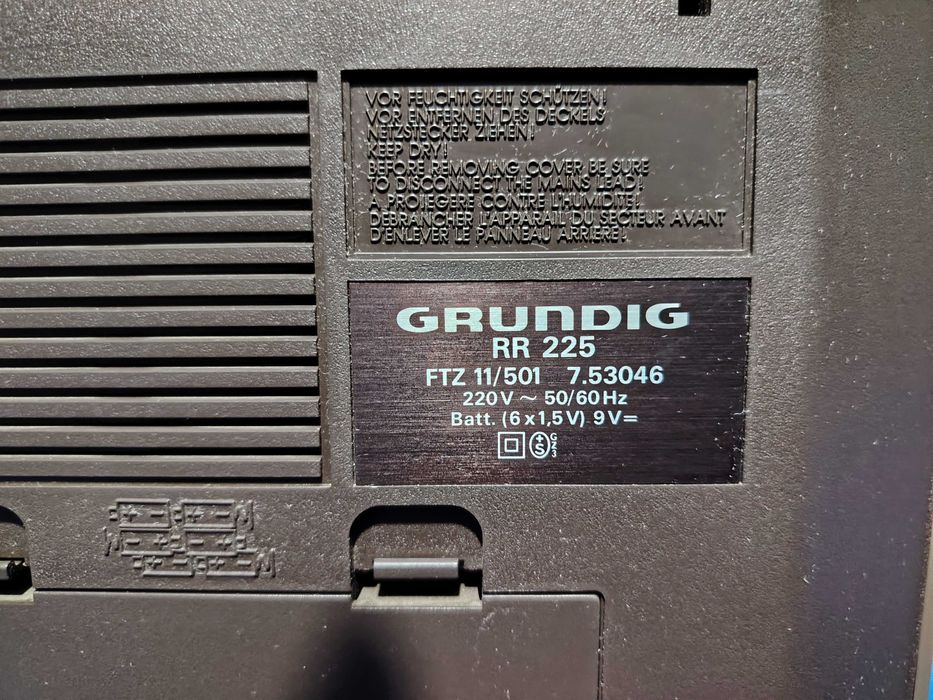 VOR FEUCHTIGKEIT SCHÜTZEN!
VOR ENTFERNEN DES DECKELS
NETZSTECKER ZIEHEN!
KEEP DRY!
BEFORE REMOVING COVER BE SURE
TO DISCONNECT THE MAINS LEAD!
A PROTEGERE CONTRE L'HUMIDITE!
DEBRANCHER L'APPARAIL DU SECTEUR AVANT
D'ENLEVER LE PANNEAU ARRIERE!
GRUNDIG
RR 225
FTZ 11/501 7.53046
220V ~ 50/60Hz
Batt. (6x1,5V) 9V=
+S GZ3
+ - + -
- + - +
+ - + -